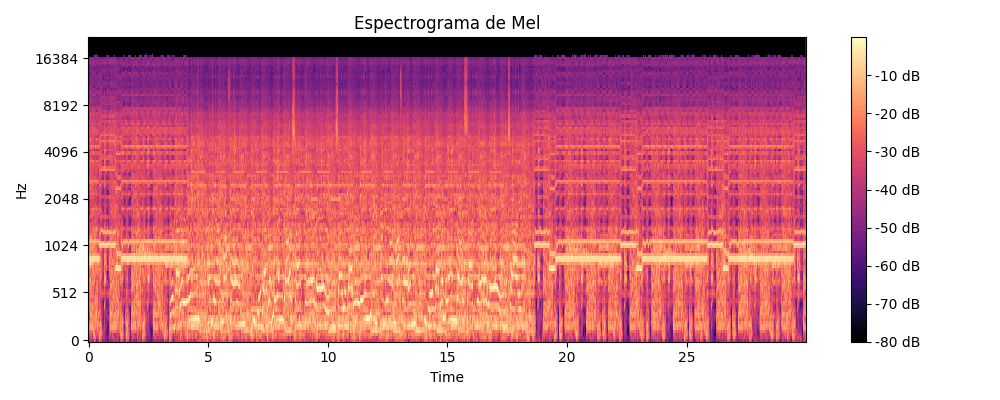 Espectrograma de Mel
Hz
16384
8192
4096
2048
1024
512
0
0 5 10 15 20 25
Time
-10 dB
-20 dB
-30 dB
-40 dB
-50 dB
-60 dB
-70 dB
-80 dB